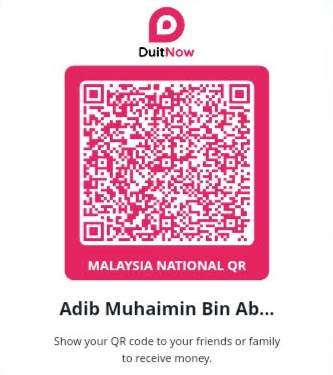 DuitNow
MALAYSIA NATIONAL QR
Adib Muhaimin Bin Ab...
Show your QR code to your friends or family
to receive money.